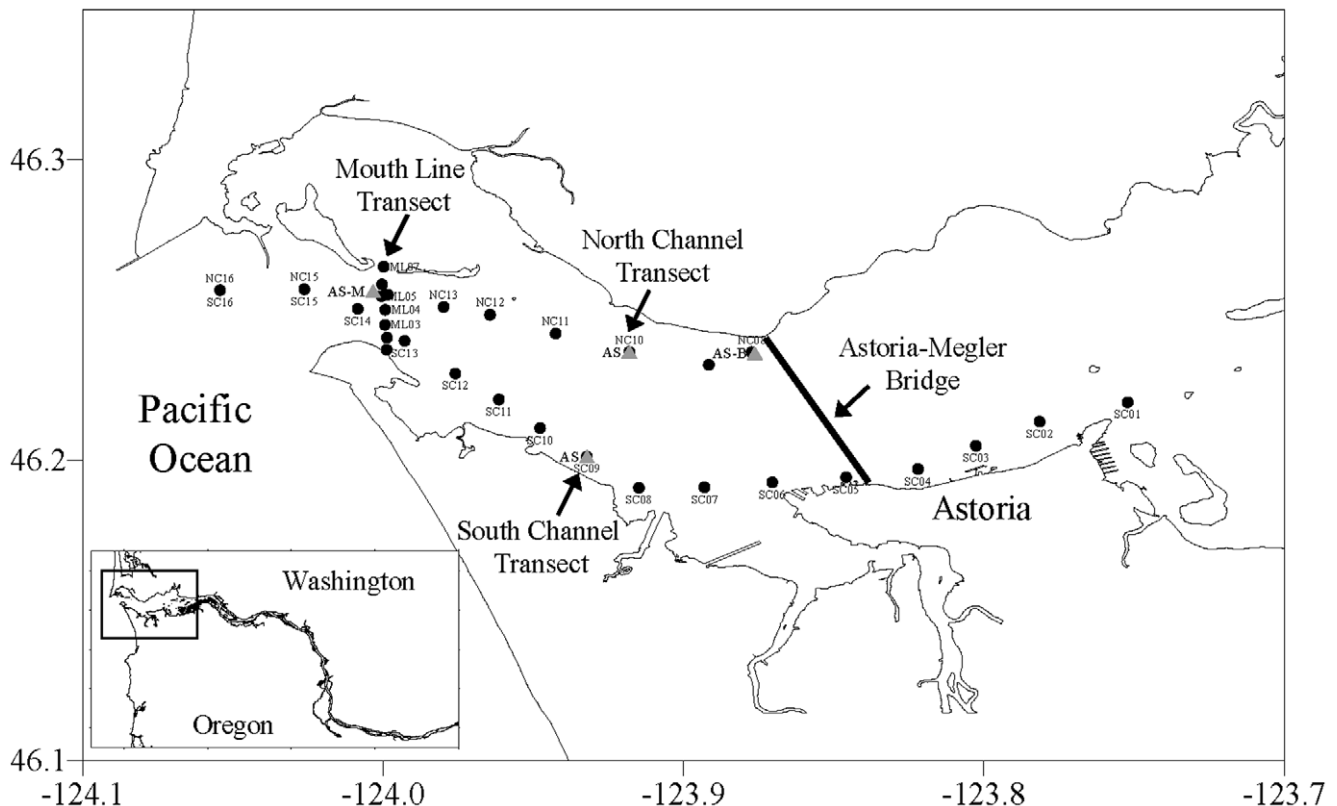 46.3
46.2
46.1
-124.1
-124.0
-123.9
-123.8
-123.7
Mouth Line
Transect
North Channel
Transect
Astoria-Megler
Bridge
South Channel
Transect
Pacific
Ocean
Astoria
Washington
Oregon
NC16
SC16
NC15
SC15
AS-M
SC14
ML07
ML05
ML04
ML03
SC13
NC13
NC12
NC11
NC10
AS
AS-B
NC08
SC12
SC11
SC10
AS
SC09
SC08
SC07
SC06
SC05
SC04
SC03
SC02
SC01